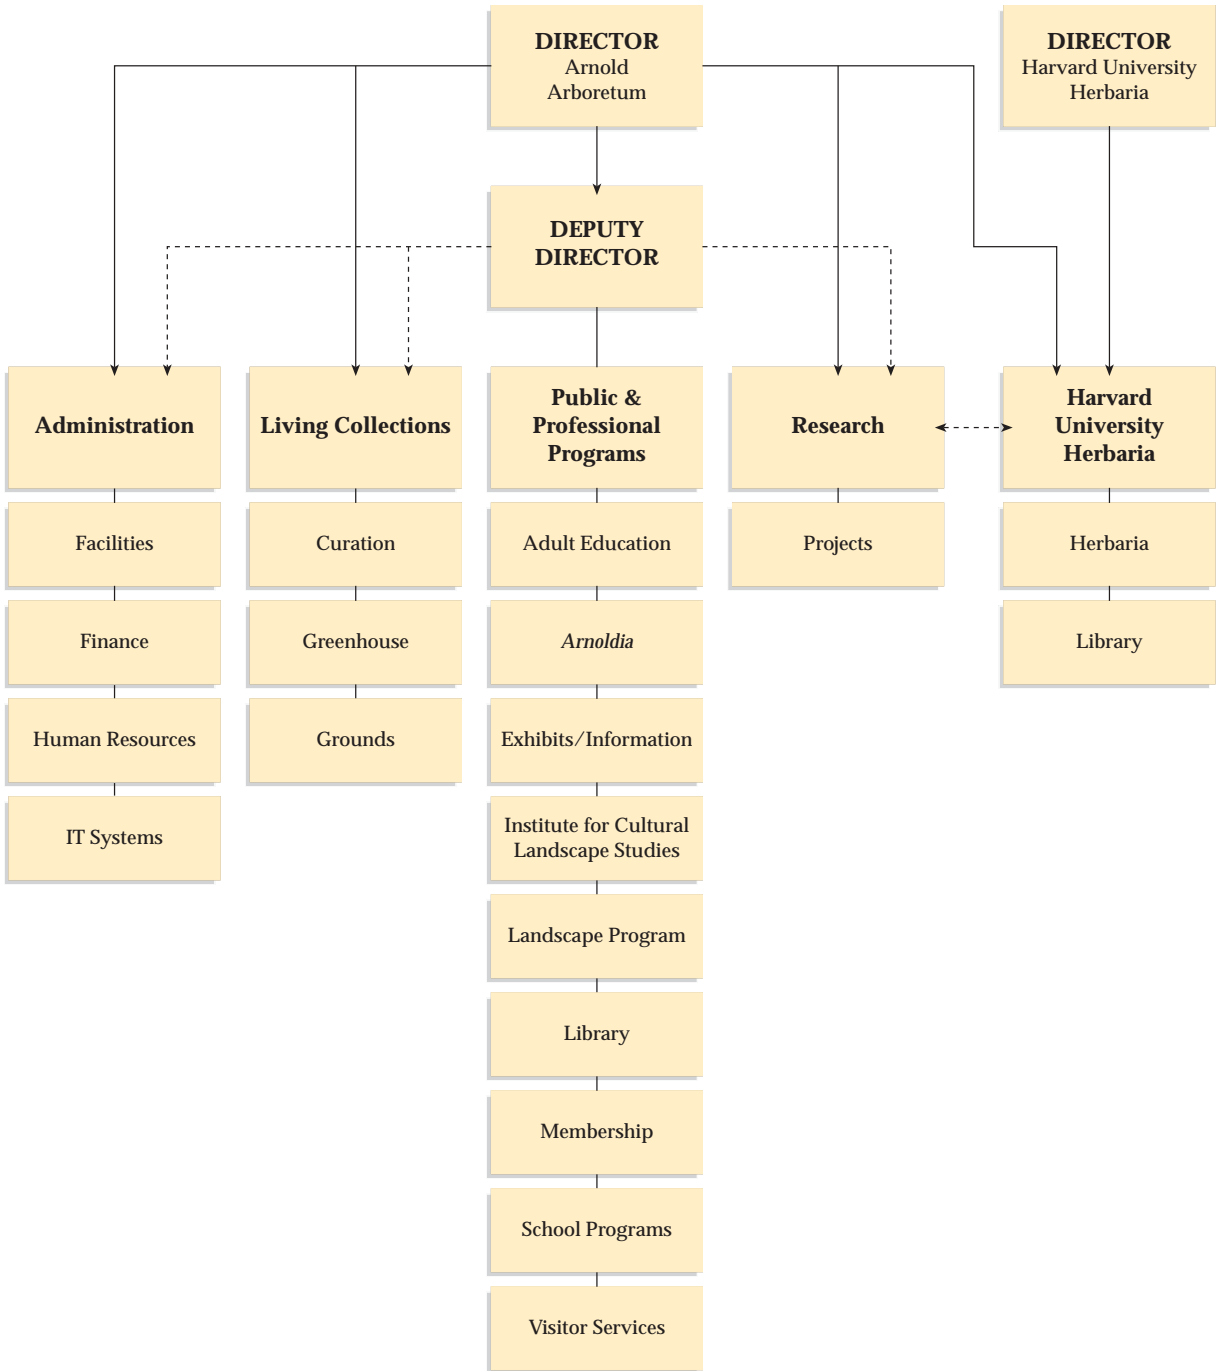 DIRECTOR
Arnold
Arboretum
DIRECTOR
Harvard University
Herbaria
DEPUTY
DIRECTOR
Administration
Facilities
Finance
Human Resources
IT Systems
Living Collections
Curation
Greenhouse
Grounds
Public &
Professional
Programs
Adult Education
Arnoldia
Exhibits/Information
Institute for Cultural
Landscape Studies
Landscape Program
Library
Membership
School Programs
Visitor Services
Research
Projects
Harvard
University
Herbaria
Herbaria
Library